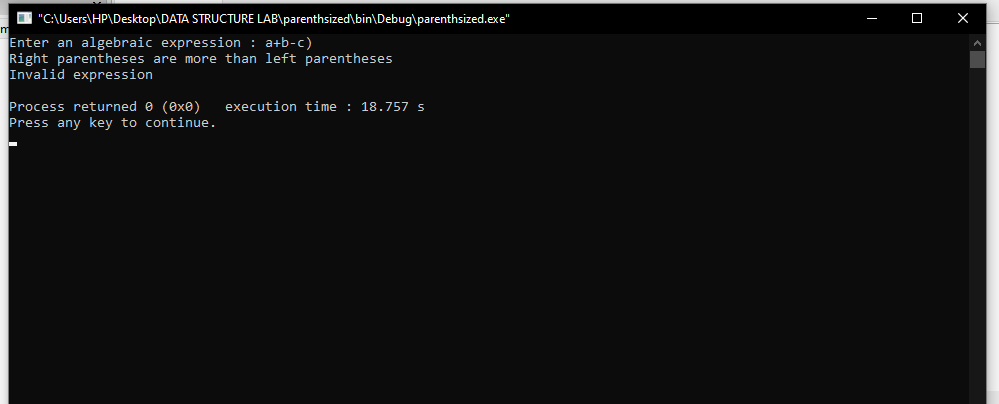 "C:\Users\HP\Desktop\DATA STRUCTURE LAB\parenthsized\bin\Debug\parenthsized.exe"
Enter an algebraic expression : a+b-c)
Right parentheses are more than left parentheses
Invalid expression
Process returned 0 (0x0)   execution time : 18.757 s
Press any key to continue.